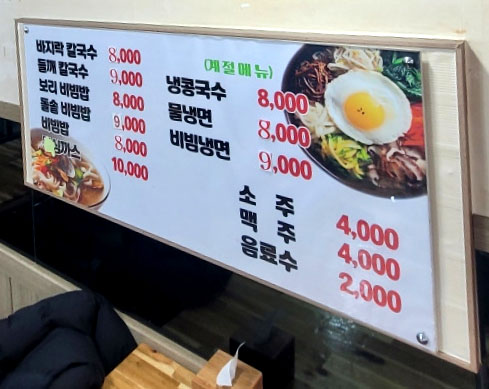 바지락 칼국수 8,000
들깨 칼국수 9,000
보리 비빔밥 8,000
돌솥 비빔밥 9,000
비빔밥 8,000
까스 10,000
(계절메뉴)
냉콩국수 8,000
물냉면 8,000
비빔냉면 9,000
소 주 4,000
맥 주 4,000
음료수 2,000